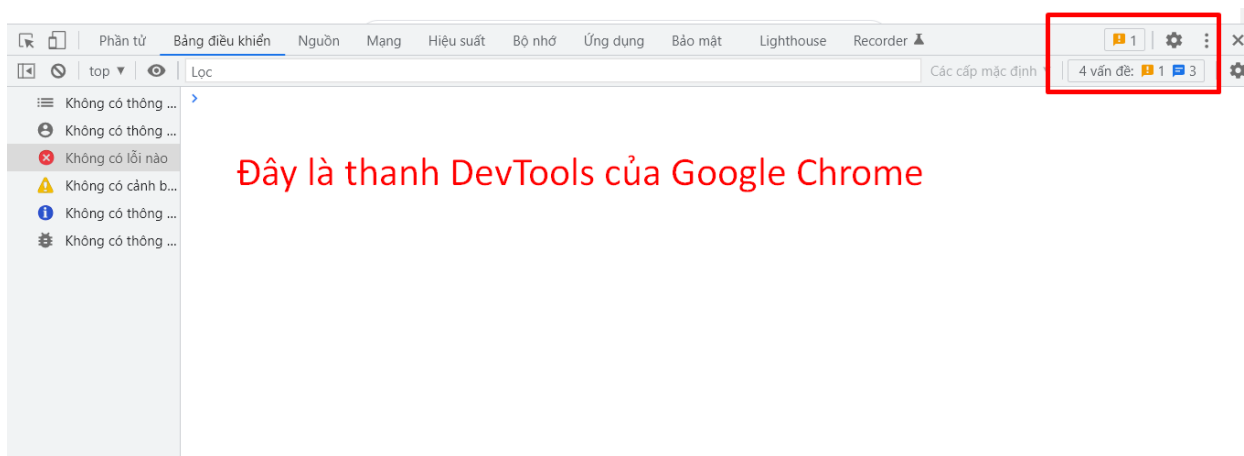 Phần tử Bảng điều khiển Nguồn Mạng Hiệu suất Bộ nhớ Ứng dụng Bảo mật Lighthouse Recorder 1
top Lọc Các cấp mặc định 4 vấn đề: 1 3
Không có thông ...
Không có thông ...
Không có lỗi nào
Không có cảnh b...
Không có thông ...
Không có thông ...
Đây là thanh DevTools của Google Chrome